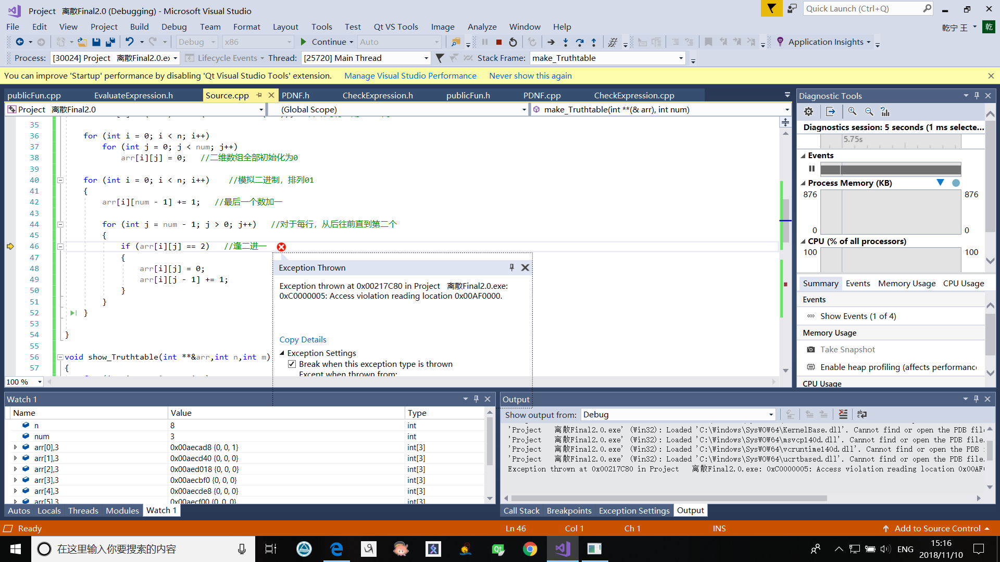 Project 离散Final2.0 (Debugging) - Microsoft Visual Studio
Quick Launch (Ctrl+Q)
File Edit View Project Build Debug Team Format Layout Tools Test Qt VS Tools Image Analyze Window Help
乾宁 王
乾
Debug x86 Continue Auto Application Insights
Process: [30024] Project 离散Final2.0.ex Lifecycle Events Thread: [25720] Main Thread Stack Frame: make_Truthtable
You can improve 'Startup' performance by disabling 'Qt Visual Studio Tools' extension. Manage Visual Studio Performance Never show this again
publicFun.cpp EvaluateExpression.h Source.cpp PDNF.h CheckExpression.h publicFun.h PDNF.cpp CheckExpression.cpp
Project 离散Final2.0 (Global Scope) make_Truthtable(int **(& arr), int num)
35
36 for (int i = 0; i < n; i++)
37 for (int j = 0; j < num; j++)
38 arr[i][j] = 0; //二维数组全部初始化为0
39
40 for (int i = 0; i < n; i++) //模拟二进制，排列01
41 {
42 arr[i][num - 1] += 1; //最后一个数加一
43
44 for (int j = num - 1; j > 0; j++) //对于每行，从后往前直到第二个
45 {
46 if (arr[i][j] == 2) //逢二进一
47 {
48 arr[i][j] = 0;
49 arr[i][j - 1] += 1;
50 }
51 }
52 }
53
54 }
55
56 void show_Truthtable(int **&arr,int n,int m)
57 {
100 %
Exception Thrown
Exception thrown at 0x00217C80 in Project 离散Final2.0.exe:
0xC0000005: Access violation reading location 0x00AF0000.
Copy Details
Exception Settings
Break when this exception type is thrown
Except when thrown from:
Diagnostic Tools
Diagnostics session: 5 seconds (1 ms selecte...
5.75s
Events
Process Memory (KB)
876 876
0 0
CPU (% of all processors)
100 100
Summary Events Memory Usage CPU Usage
Events
Show Events (1 of 4)
Memory Usage
Take Snapshot
Enable heap profiling (affects performanc
CPU Usage
Watch 1
Name Value Type
n 8 int
num 3 int
arr[0],3 0x00aecad8 {0, 0, 1} int[3]
arr[1],3 0x00aecd40 {0, 0, 0} int[3]
arr[2],3 0x00aed018 {0, 0, 0} int[3]
arr[3],3 0x00aecbf0 {0, 0, 0} int[3]
arr[4],3 0x00aecde8 {0, 0, 0} int[3]
arr[5],3 0x00aecf00 {0, 0, 0} int[3]
Autos Locals Threads Modules Watch 1
Output
Show output from: Debug
'Project 离散Final2.0.exe' (Win32): Loaded 'C:\Windows\SysWOW64\KernelBase.dll'. Cannot find or open the PDB fil
'Project 离散Final2.0.exe' (Win32): Loaded 'C:\Windows\SysWOW64\msvcp140d.dll'. Cannot find or open the PDB file.
'Project 离散Final2.0.exe' (Win32): Loaded 'C:\Windows\SysWOW64\vcruntime140d.dll'. Cannot find or open the PDB
'Project 离散Final2.0.exe' (Win32): Loaded 'C:\Windows\SysWOW64\ucrtbased.dll'. Cannot find or open the PDB file.
Exception thrown at 0x00217C80 in Project 离散Final2.0.exe: 0xC0000005: Access violation reading location 0x00AF
Call Stack Breakpoints Exception Settings Output
Ready Ln 46 Col 1 Ch 1 INS Add to Source Control
在这里输入你要搜索的内容
ENG
15:16
2018/11/10